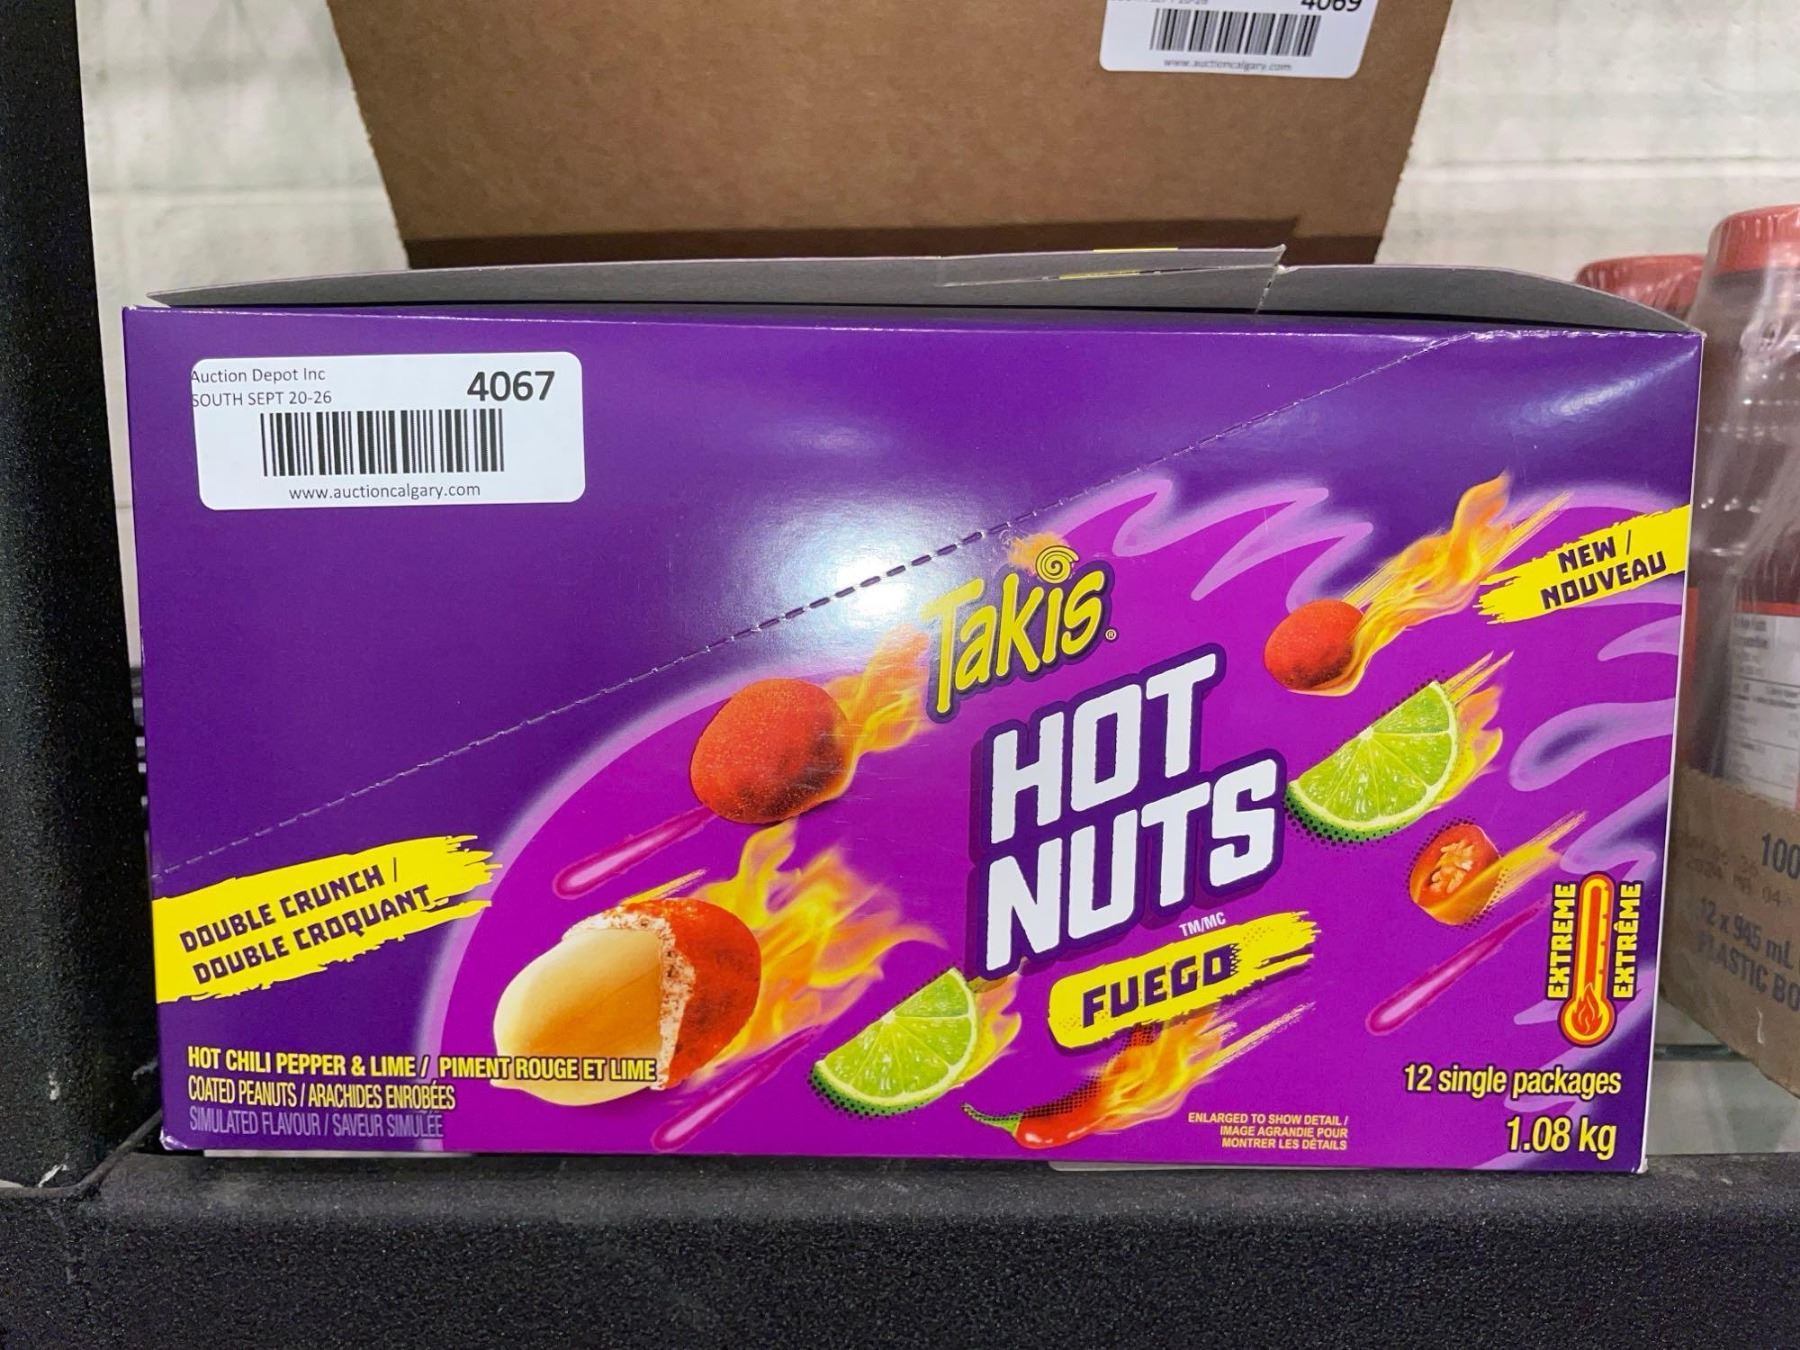 4069
www.auctioncalgary.com
Auction Depot Inc
SOUTH SEPT 20-26
4067
www.auctioncalgary.com
Takis®
HOT
NUTS
TM/MC
FUEGO
NEW /
NOUVEAU
DOUBLE CRUNCH /
DOUBLE CROQUANT
EXTREME
EXTRÊME
HOT CHILI PEPPER & LIME / PIMENT ROUGE ET LIME
COATED PEANUTS / ARACHIDES ENROBÉES
SIMULATED FLAVOUR / SAVEUR SIMULÉE
ENLARGED TO SHOW DETAIL /
IMAGE AGRANDIE POUR
MONTRER LES DÉTAILS
12 single packages
1.08 kg
100
12 x 945 mL
PLASTIC BO